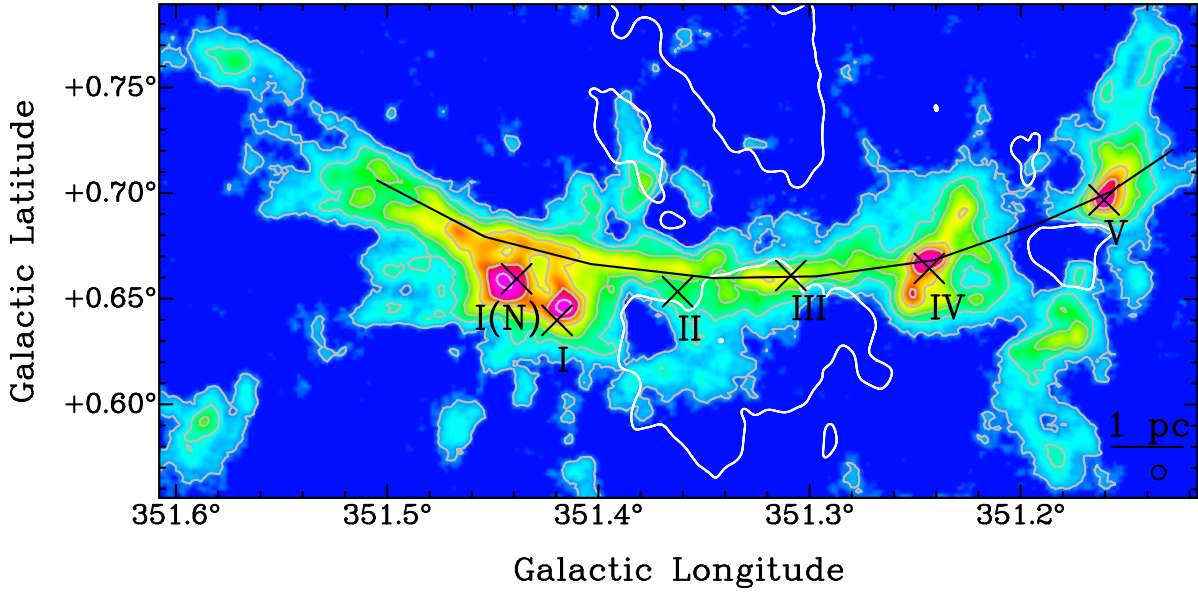 Galactic Latitude
+0.75°
+0.70°
+0.65°
+0.60°
V
I(N)
I
II
III
IV
1 pc
351.6° 351.5° 351.4° 351.3° 351.2°
Galactic Longitude